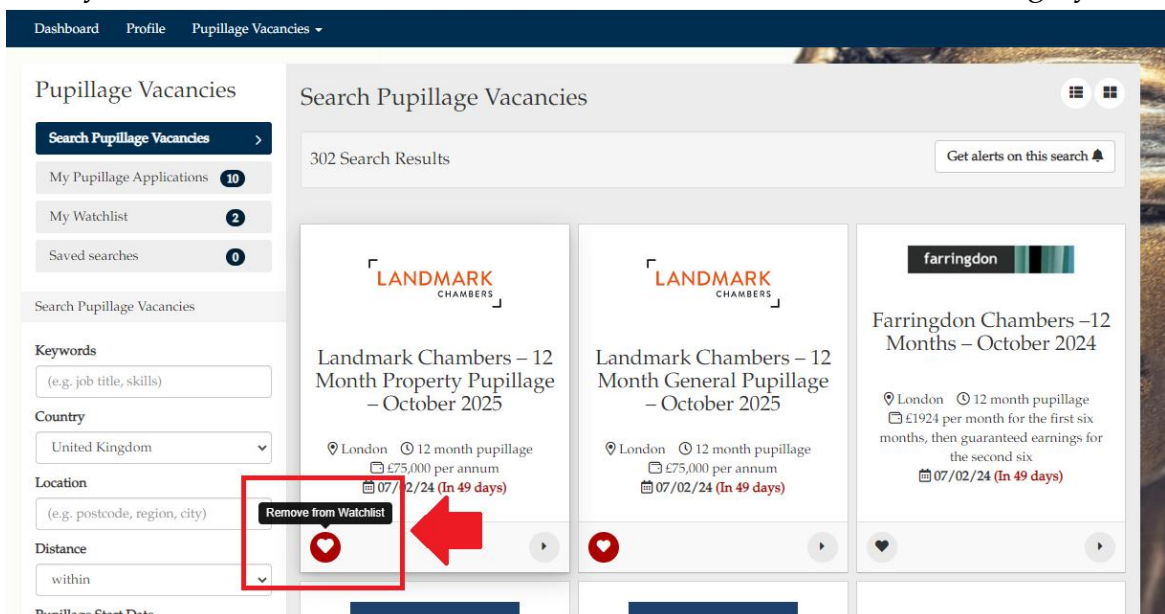 Dashboard Profile Pupillage Vacancies
Pupillage Vacancies
Search Pupillage Vacancies
My Pupillage Applications 10
My Watchlist 2
Saved searches 0
Search Pupillage Vacancies
Keywords
(e.g. job title, skills)
Country
United Kingdom
Location
(e.g. postcode, region, city)
Distance
within
Search Pupillage Vacancies
302 Search Results
Get alerts on this search
LANDMARK
CHAMBERS
Landmark Chambers – 12
Month Property Pupillage
– October 2025
London 12 month pupillage
£75,000 per annum
07/02/24 (In 49 days)
Remove from Watchlist
LANDMARK
CHAMBERS
Landmark Chambers – 12
Month General Pupillage
– October 2025
London 12 month pupillage
£75,000 per annum
07/02/24 (In 49 days)
farringdon
Farringdon Chambers –12
Months – October 2024
London 12 month pupillage
£1924 per month for the first six
months, then guaranteed earnings for
the second six
07/02/24 (In 49 days)